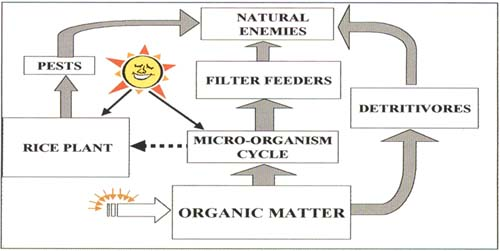 NATURAL
ENEMIES
PESTS
FILTER FEEDERS
DETRITIVORES
RICE PLANT
MICRO-ORGANISM
CYCLE
ORGANIC MATTER